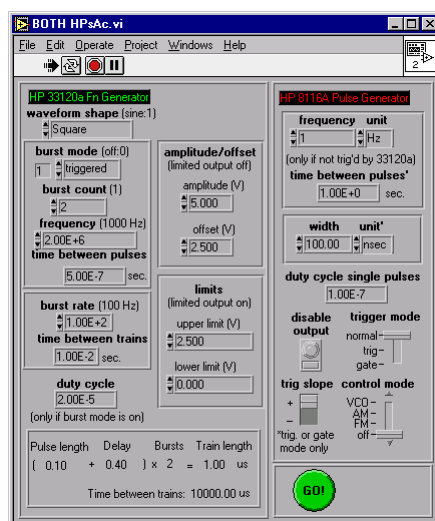 BOTH HPsAc.vi
File Edit Operate Project Windows Help
2
HP 33120a Fn Generator
waveform shape (sine:1)
Square
burst mode (off:0)
1 triggered
burst count (1)
2
frequency (1000 Hz)
2.00E+6
time between pulses
5.00E-7 sec.
burst rate (100 Hz)
1.00E+2
time between trains
1.00E-2 sec.
duty cycle
2.00E-5
(only if burst mode is on)
amplitude/offset
(limited output off)
amplitude (V)
5.000
offset (V)
2.500
limits
(limited output on)
upper limit (V)
2.500
lower limit (V)
0.000
Pulse length Delay Bursts Train length
( 0.10 + 0.40 ) x 2 = 1.00 us
Time between trains: 10000.00 us
HP 8116A Pulse Generator
frequency unit
1 Hz
(only if not trig'd by 33120a)
time between pulses'
1.00E+0 sec.
width unit'
100.00 nsec
duty cycle single pulses
1.00E-7
disable
output
trigger mode
normal
trig
gate
trig slope
+
–
*trig. or gate
mode only
control mode
VCO
AM
FM
off
GO!